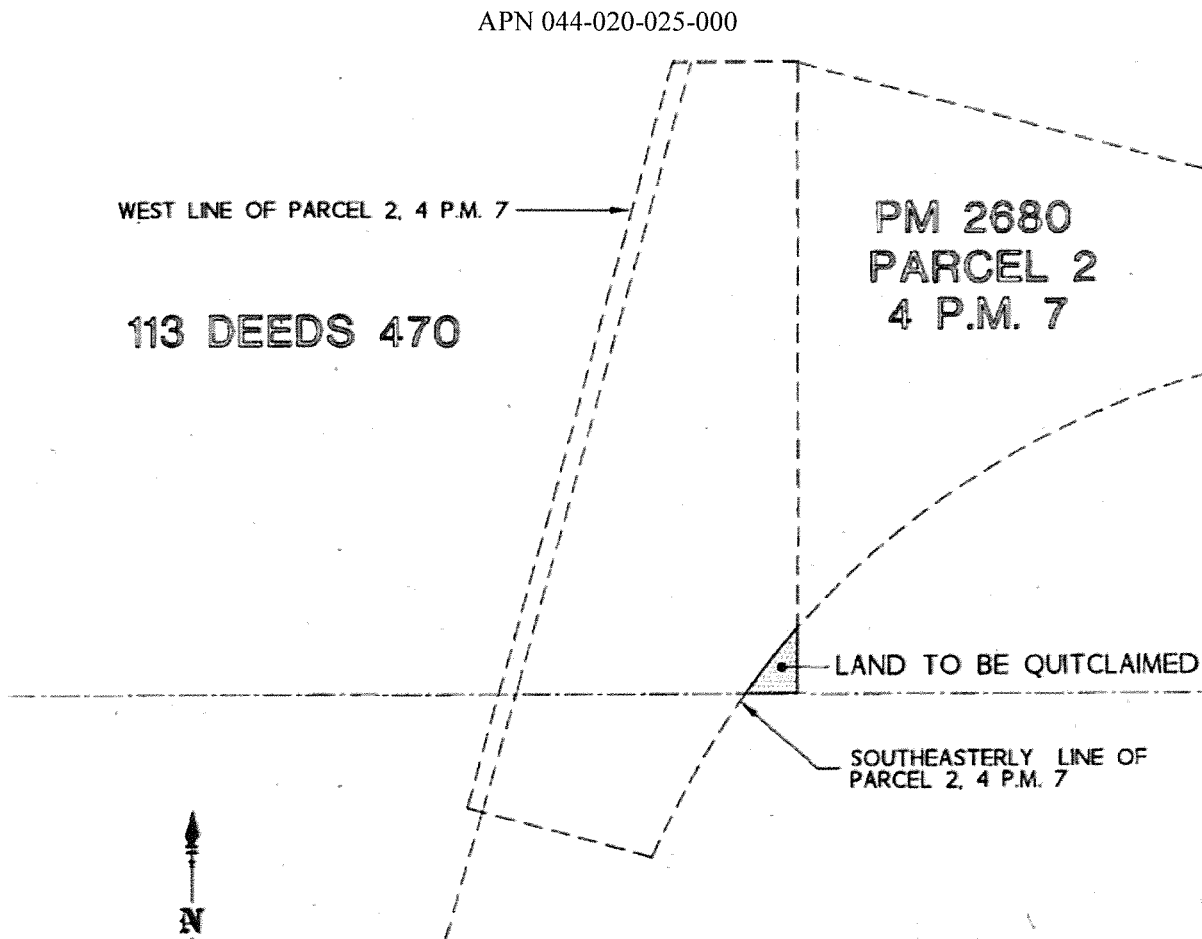 APN 044-020-025-000
WEST LINE OF PARCEL 2, 4 P.M. 7
PM 2680
PARCEL 2
4 P.M. 7
113 DEEDS 470
LAND TO BE QUITCLAIMED
SOUTHEASTERLY LINE OF
PARCEL 2, 4 P.M. 7
N